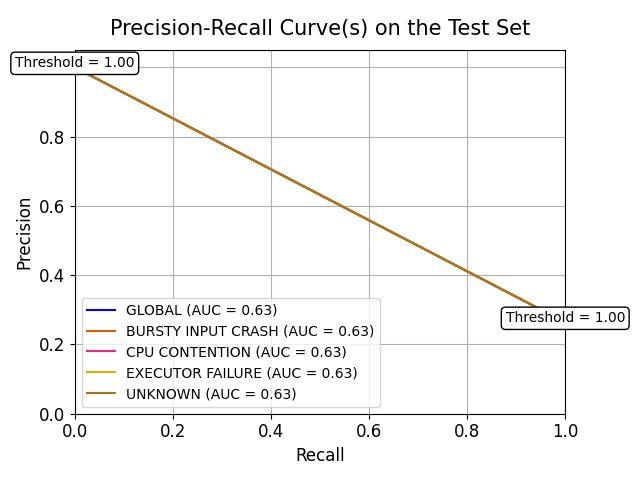 Precision-Recall Curve(s) on the Test Set
Threshold = 1.00
0.8
0.6
0.4
0.2
0.0
Precision
GLOBAL (AUC = 0.63)
BURSTY INPUT CRASH (AUC = 0.63)
CPU CONTENTION (AUC = 0.63)
EXECUTOR FAILURE (AUC = 0.63)
UNKNOWN (AUC = 0.63)
Threshold = 1.00
0.0 0.2 0.4 0.6 0.8 1.0
Recall